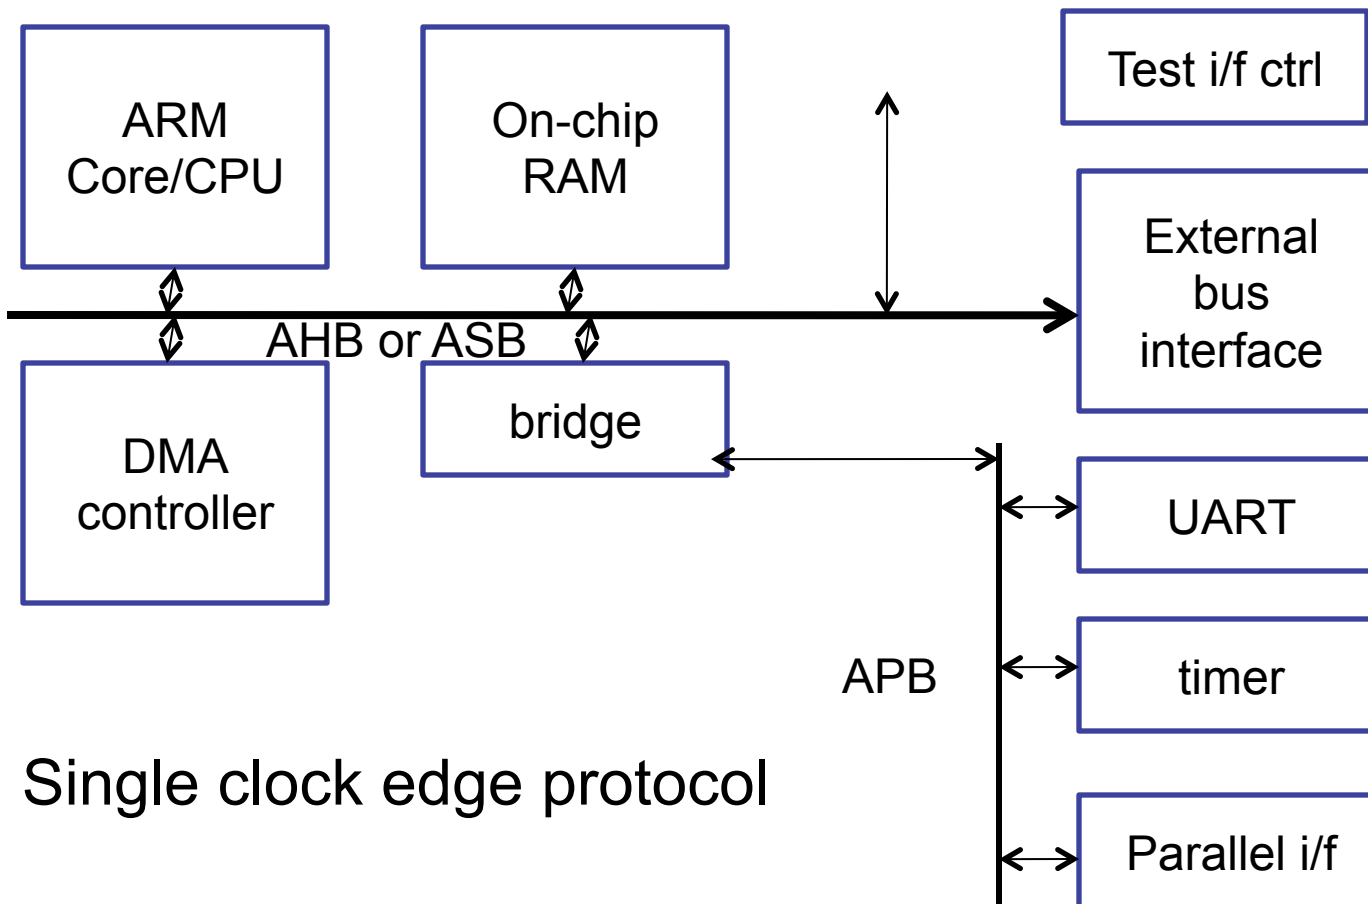 ARM
Core/CPU
On-chip
RAM
Test i/f ctrl
External
bus
interface
AHB or ASB
DMA
controller
bridge
UART
APB
timer
Single clock edge protocol
Parallel i/f